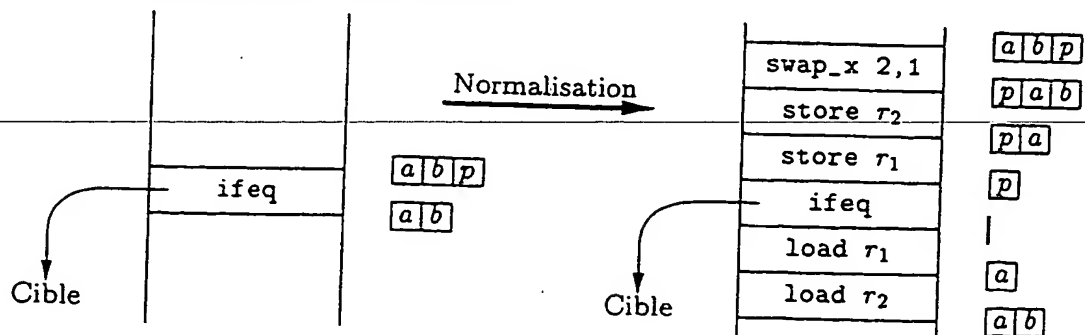 ifeq
a b p
a b
Cible
Normalisation
swap_x 2,1
store r₂
store r₁
ifeq
load r₁
load r₂
Cible
a b p
p a b
p a
p
a
a b